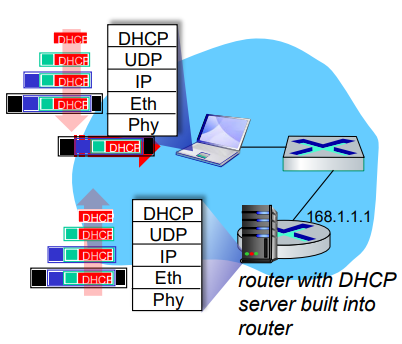 DHCP
DHCP
DHCP
DHCP
DHCP
UDP
IP
Eth
Phy
DHCP
DHCP
DHCP
DHCP
DHCP
DHCP
UDP
IP
Eth
Phy
168.1.1.1
router with DHCP
server built into
router